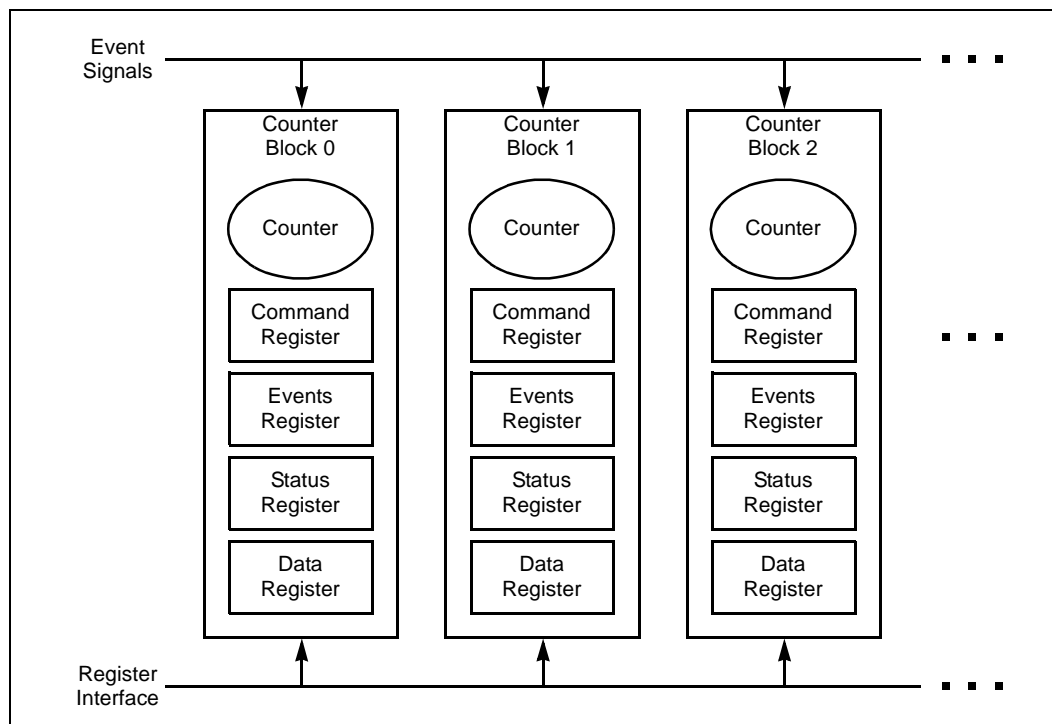 Event
Signals
Counter
Block 0
Counter
Command
Register
Events
Register
Status
Register
Data
Register
Counter
Block 1
Counter
Command
Register
Events
Register
Status
Register
Data
Register
Counter
Block 2
Counter
Command
Register
Events
Register
Status
Register
Data
Register
Register
Interface